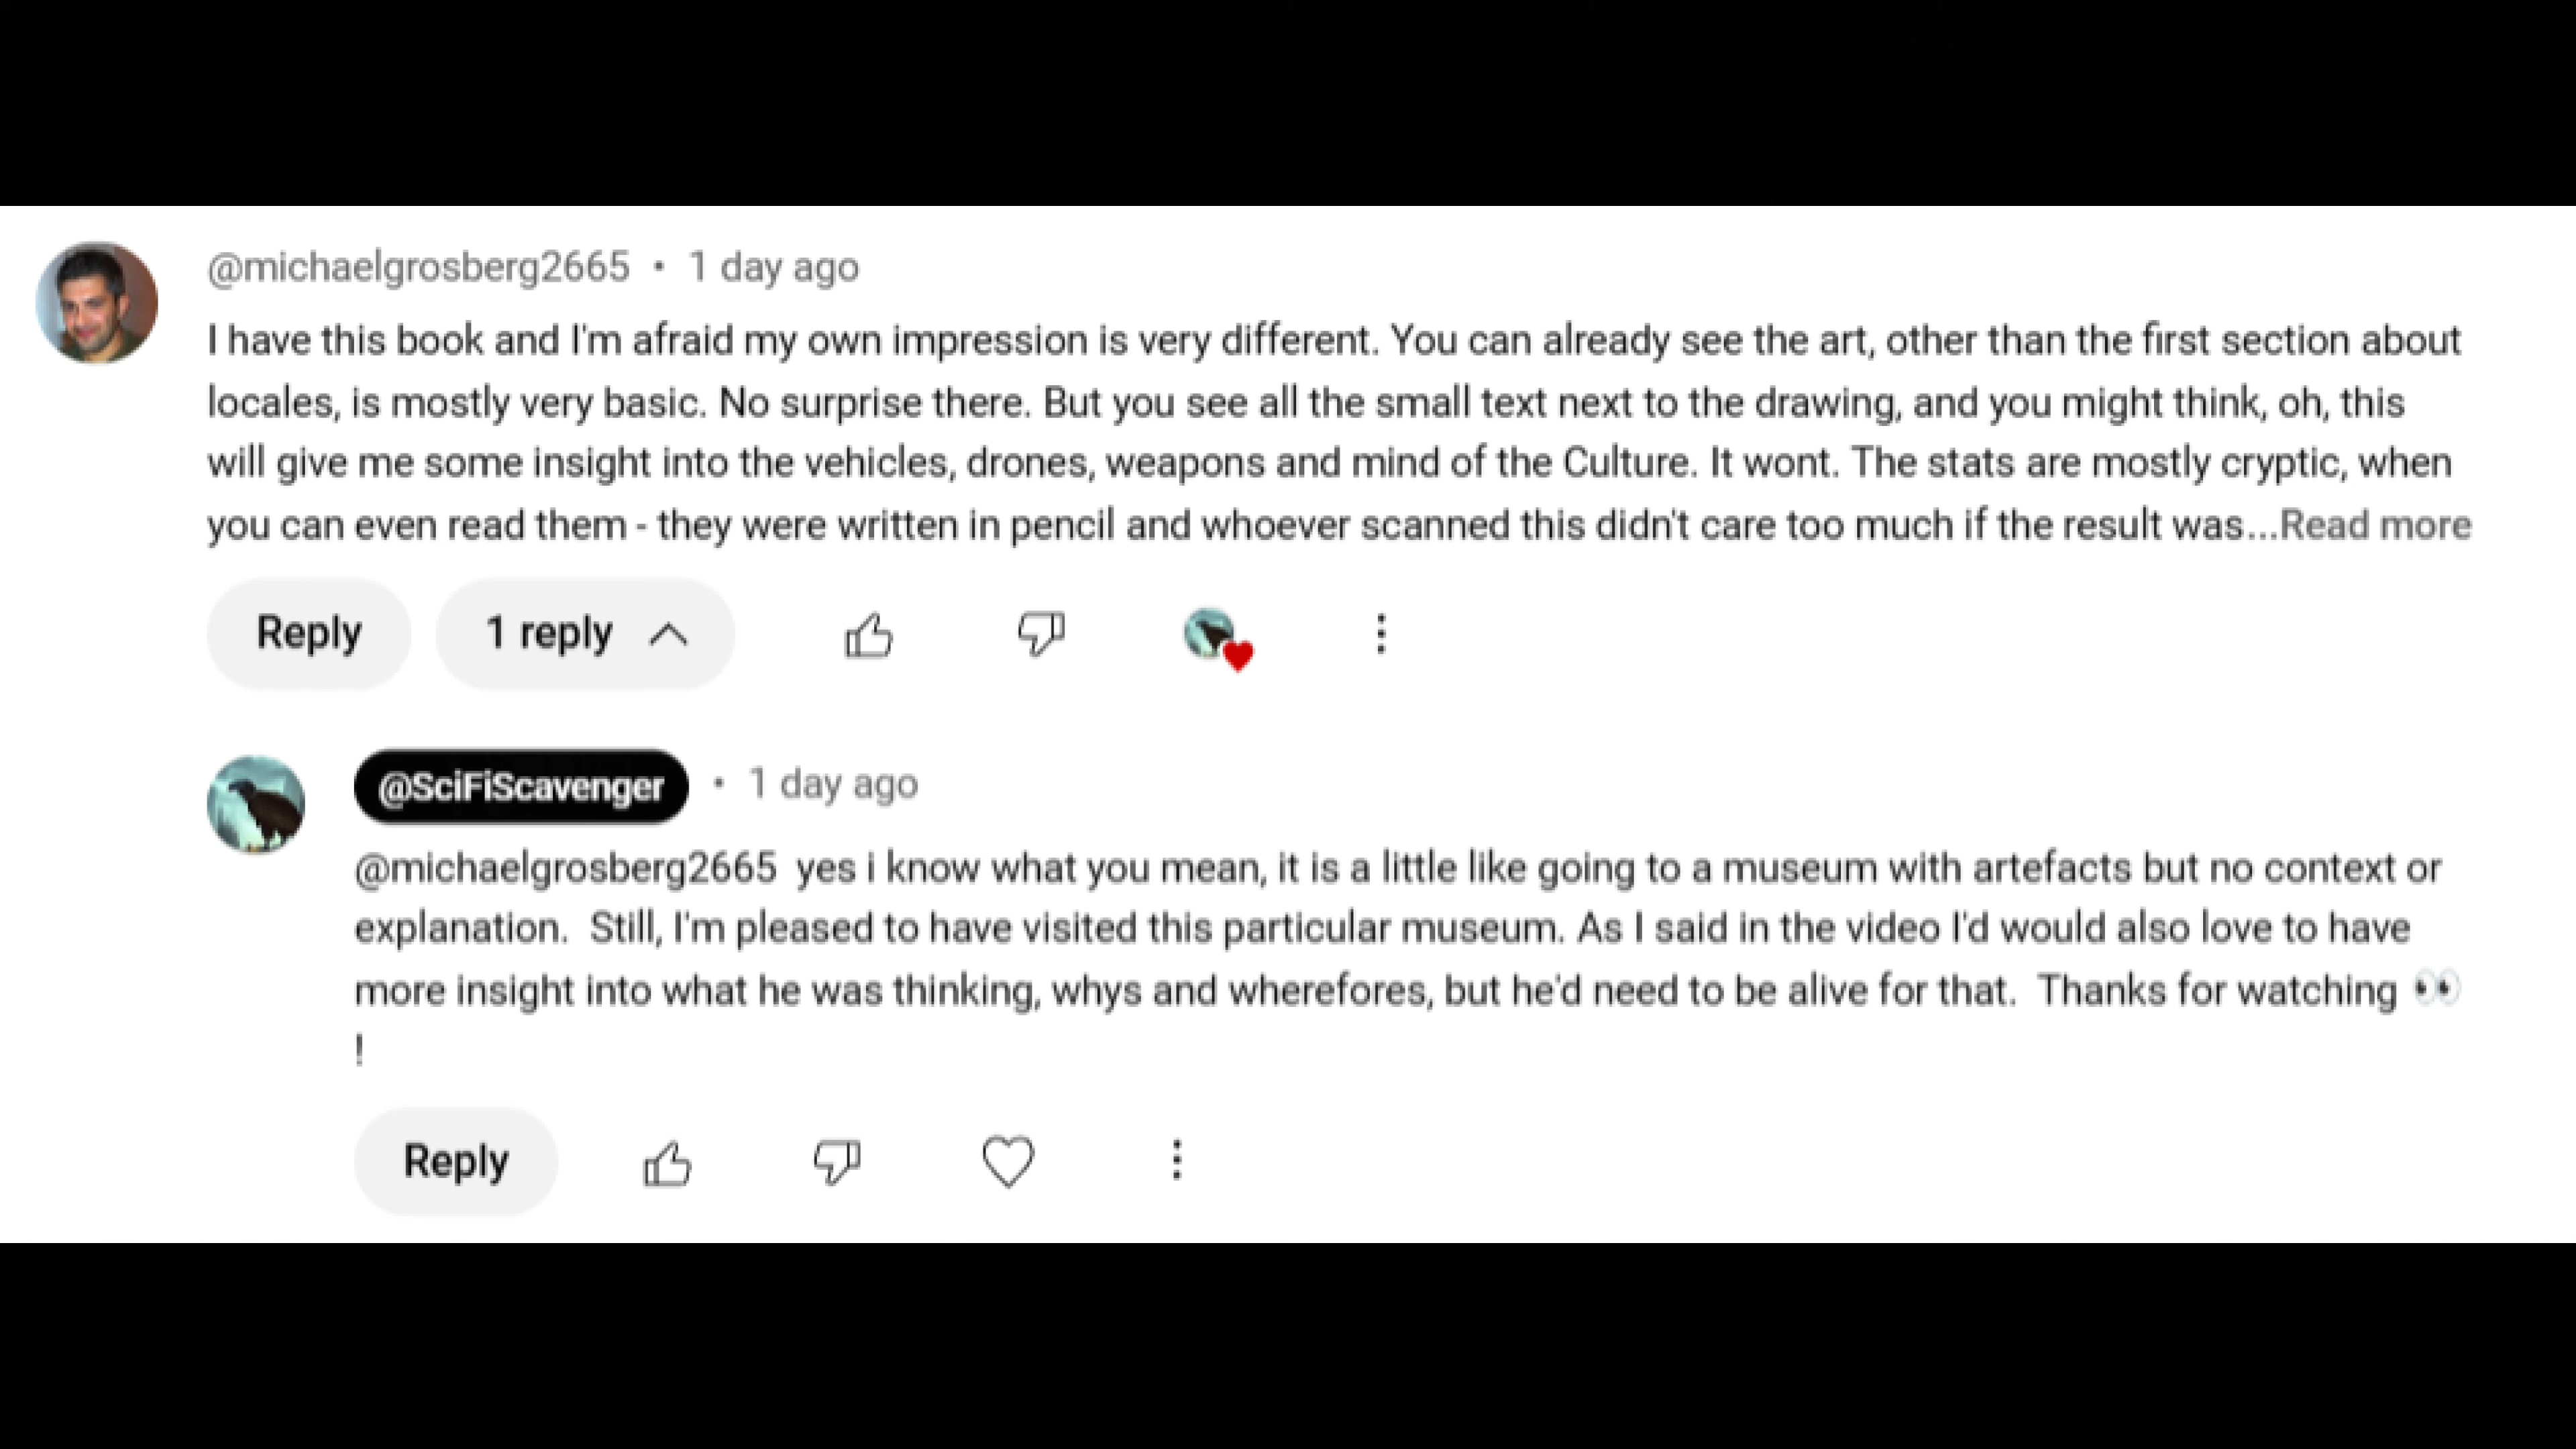 @michaelgrosberg2665 • 1 day ago
I have this book and I'm afraid my own impression is very different. You can already see the art, other than the first section about
locales, is mostly very basic. No surprise there. But you see all the small text next to the drawing, and you might think, oh, this
will give me some insight into the vehicles, drones, weapons and mind of the Culture. It wont. The stats are mostly cryptic, when
you can even read them - they were written in pencil and whoever scanned this didn't care too much if the result was...Read more
Reply 1 reply
@SciFiScavenger • 1 day ago
@michaelgrosberg2665 yes i know what you mean, it is a little like going to a museum with artefacts but no context or
explanation. Still, I'm pleased to have visited this particular museum. As I said in the video I'd would also love to have
more insight into what he was thinking, whys and wherefores, but he'd need to be alive for that. Thanks for watching 👀
!
Reply